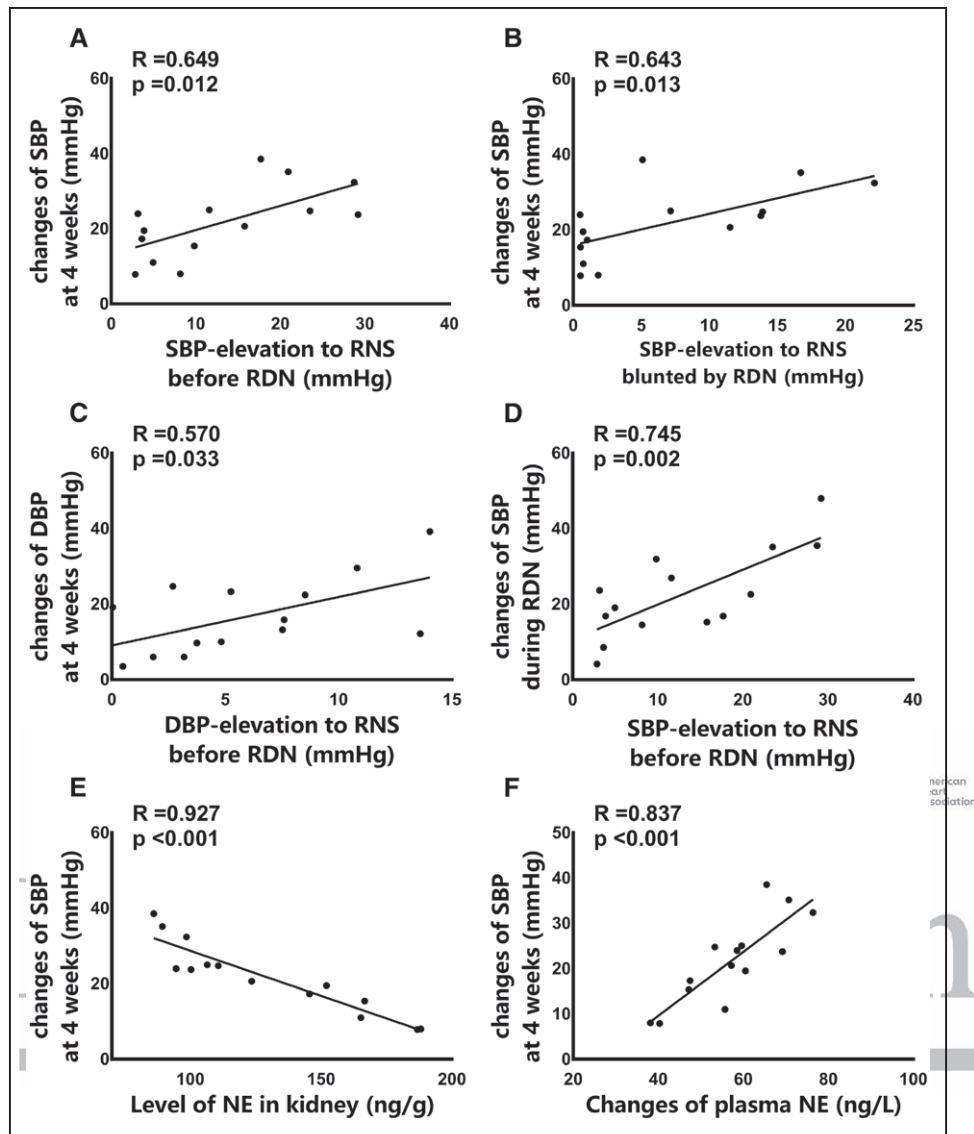 A
R =0.649
p =0.012
changes of SBP
at 4 weeks (mmHg)
60
40
20
0
0 10 20 30 40
SBP-elevation to RNS
before RDN (mmHg)
B
R =0.643
p =0.013
changes of SBP
at 4 weeks (mmHg)
60
40
20
0
0 5 10 15 20 25
SBP-elevation to RNS
blunted by RDN (mmHg)
C
R =0.570
p =0.033
changes of DBP
at 4 weeks (mmHg)
60
40
20
0
0 5 10 15
DBP-elevation to RNS
before RDN (mmHg)
D
R =0.745
p =0.002
changes of SBP
during RDN (mmHg)
60
40
20
0
0 10 20 30 40
SBP-elevation to RNS
before RDN (mmHg)
E
R =0.927
p <0.001
changes of SBP
at 4 weeks (mmHg)
60
40
20
0
100 150 200
Level of NE in kidney (ng/g)
F
R =0.837
p <0.001
changes of SBP
at 4 weeks (mmHg)
50
40
30
20
10
0
20 40 60 80 100
Changes of plasma NE (ng/L)